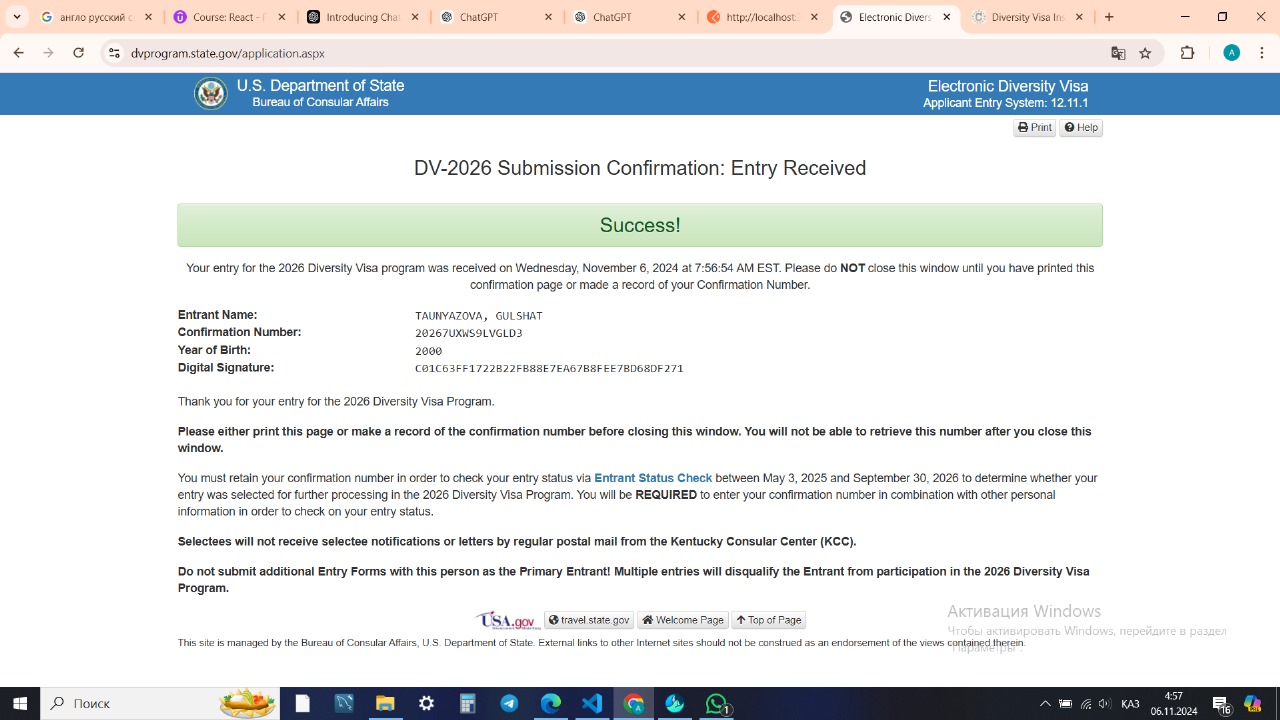 англо русский с
Course: React - F
Introducing Chat
ChatGPT
ChatGPT
http://localhost:
Electronic Divers
Diversity Visa Ins
dvprogram.state.gov/application.aspx
A
U.S. Department of State
Bureau of Consular Affairs
Electronic Diversity Visa
Applicant Entry System: 12.11.1
Print
Help
DV-2026 Submission Confirmation: Entry Received
Success!
Your entry for the 2026 Diversity Visa program was received on Wednesday, November 6, 2024 at 7:56:54 AM EST. Please do NOT close this window until you have printed this
confirmation page or made a record of your Confirmation Number.
Entrant Name: TAUNYAZOVA, GULSHAT
Confirmation Number: 20267UXWS9LVGLD3
Year of Birth: 2000
Digital Signature: C01C63FF1722B22FB88E7EA67B8FEE7BD68DF271
Thank you for your entry for the 2026 Diversity Visa Program.
Please either print this page or make a record of the confirmation number before closing this window. You will not be able to retrieve this number after you close this
window.
You must retain your confirmation number in order to check your entry status via Entrant Status Check between May 3, 2025 and September 30, 2026 to determine whether your
entry was selected for further processing in the 2026 Diversity Visa Program. You will be REQUIRED to enter your confirmation number in combination with other personal
information in order to check on your entry status.
Selectees will not receive selectee notifications or letters by regular postal mail from the Kentucky Consular Center (KCC).
Do not submit additional Entry Forms with this person as the Primary Entrant! Multiple entries will disqualify the Entrant from participation in the 2026 Diversity Visa
Program.
USA.gov
travel.state.gov
Welcome Page
Top of Page
This site is managed by the Bureau of Consular Affairs, U.S. Department of State. External links to other Internet sites should not be construed as an endorsement of the views contained therein.
Активация Windows
Чтобы активировать Windows, перейдите в раздел
"Параметры".
Поиск
1
ҚАЗ
4:57
06.11.2024
16